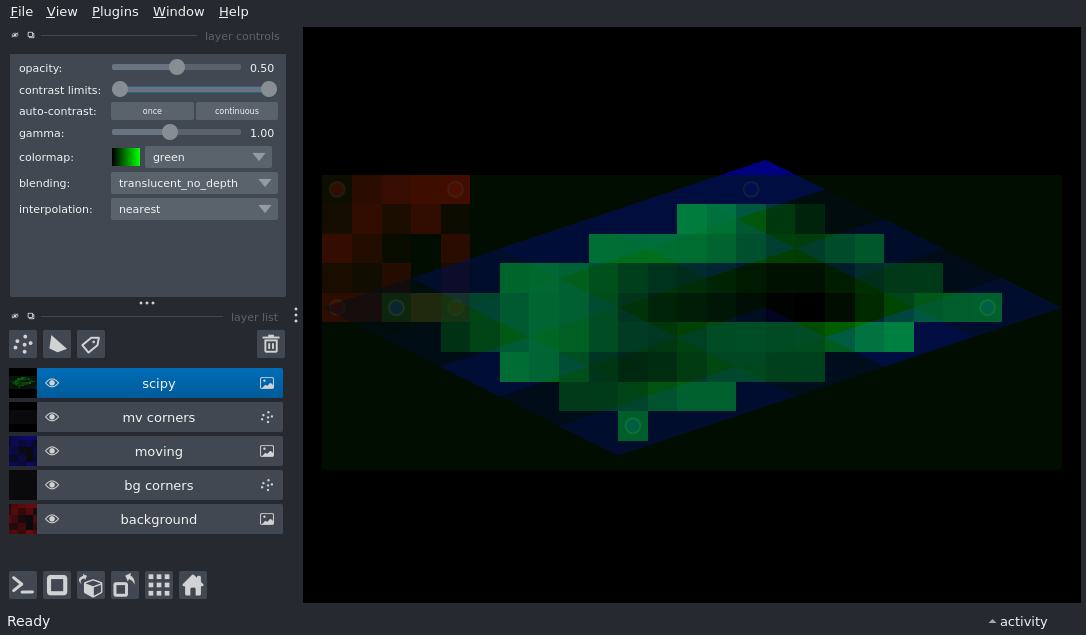 File View Plugins Window Help
layer controls
opacity: 0.50
contrast limits:
auto-contrast: once continuous
gamma: 1.00
colormap: green
blending: translucent_no_depth
interpolation: nearest
layer list
scipy
mv corners
moving
bg corners
background
Ready
activity